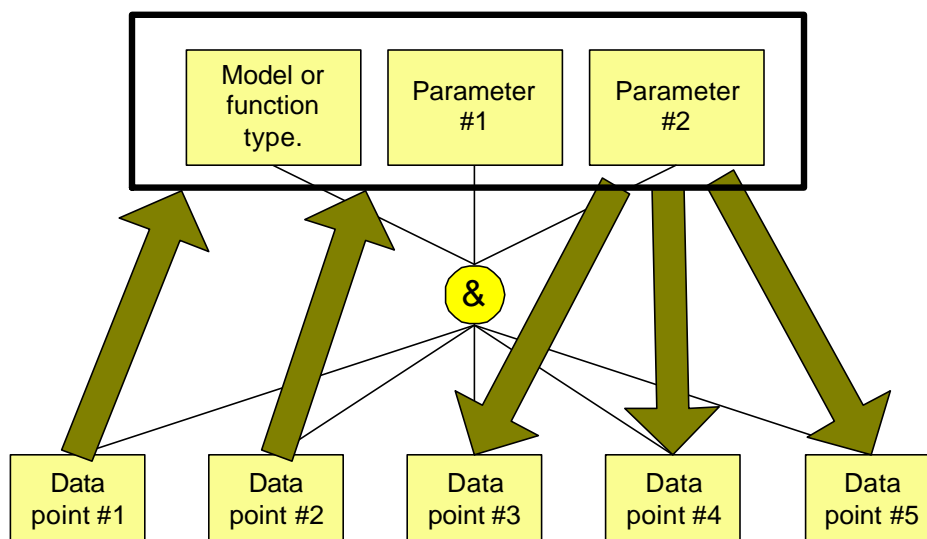 Model or
function
type.
Parameter
#1
Parameter
#2
&
Data
point #1
Data
point #2
Data
point #3
Data
point #4
Data
point #5